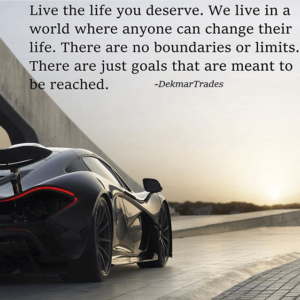 Live the life you deserve. We live in a
world where anyone can change their
life. There are no boundaries or limits.
There are just goals that are meant to
be reached. -DekmarTrades